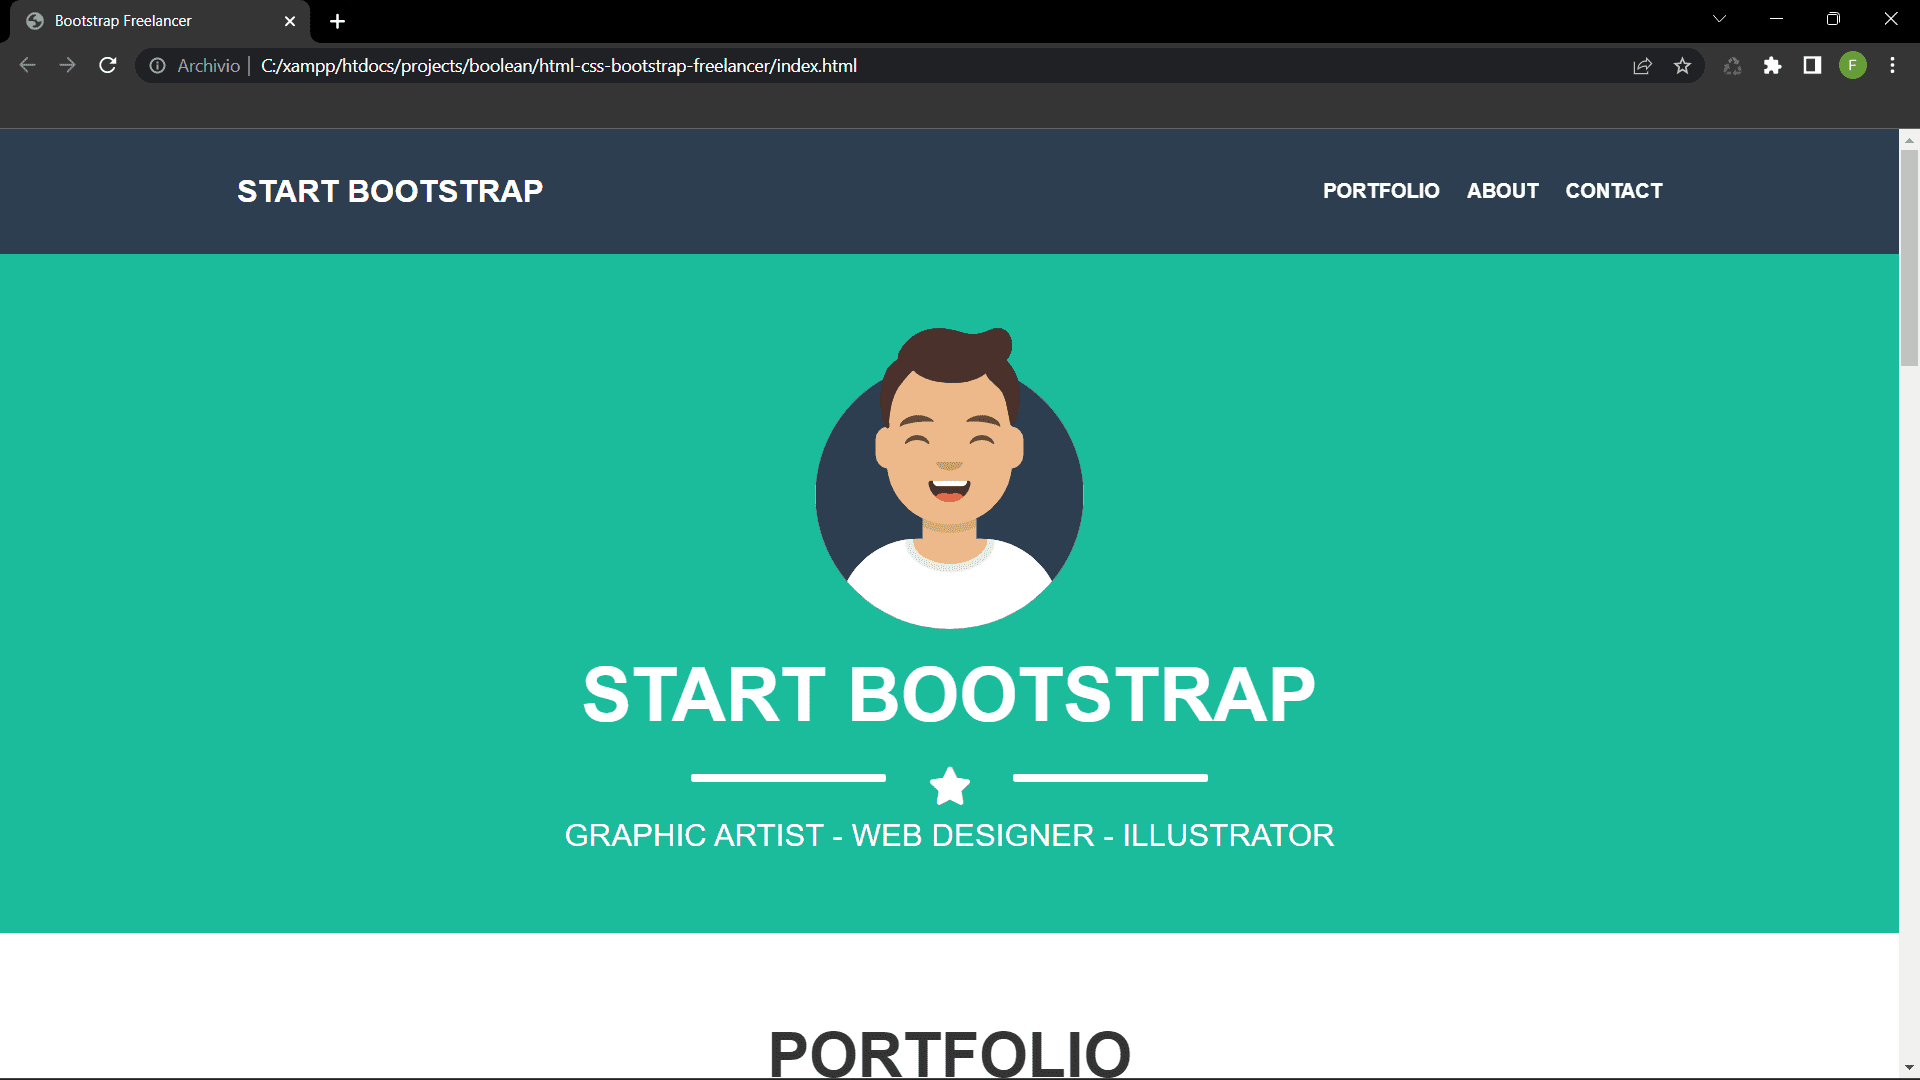 Bootstrap Freelancer
Archivio | C:/xampp/htdocs/projects/boolean/html-css-bootstrap-freelancer/index.html
F
START BOOTSTRAP
PORTFOLIO ABOUT CONTACT
START BOOTSTRAP
GRAPHIC ARTIST - WEB DESIGNER - ILLUSTRATOR
PORTFOLIO